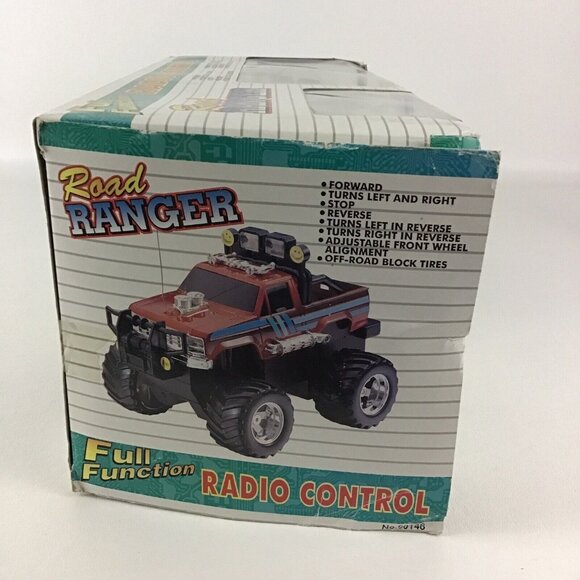 Road
RANGER
• FORWARD
• TURNS LEFT AND RIGHT
• STOP
• REVERSE
• TURNS LEFT IN REVERSE
• TURNS RIGHT IN REVERSE
• ADJUSTABLE FRONT WHEEL
ALIGNMENT
• OFF-ROAD BLOCK TIRES
Full
Function
RADIO CONTROL